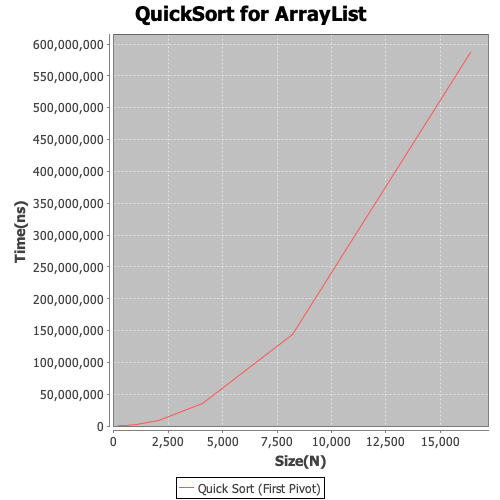 QuickSort for ArrayList
600,000,000
550,000,000
500,000,000
450,000,000
400,000,000
350,000,000
300,000,000
250,000,000
200,000,000
150,000,000
100,000,000
50,000,000
0
Time(ns)
0 2,500 5,000 7,500 10,000 12,500 15,000
Size(N)
Quick Sort (First Pivot)